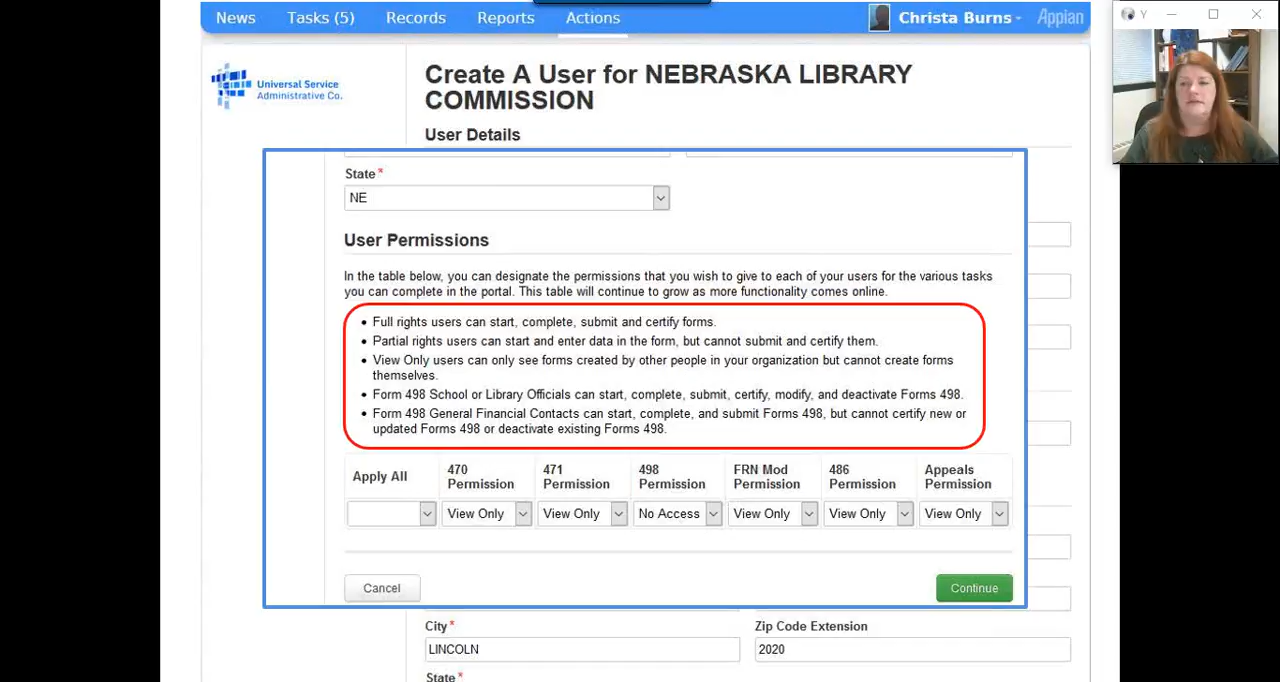 News Tasks (5) Records Reports Actions Christa Burns Appian
Y
Universal Service
Administrative Co.
Create A User for NEBRASKA LIBRARY
COMMISSION
User Details
State*
NE
User Permissions
In the table below, you can designate the permissions that you wish to give to each of your users for the various tasks
you can complete in the portal. This table will continue to grow as more functionality comes online.
• Full rights users can start, complete, submit and certify forms.
• Partial rights users can start and enter data in the form, but cannot submit and certify them.
• View Only users can only see forms created by other people in your organization but cannot create forms
themselves.
• Form 498 School or Library Officials can start, complete, submit, certify, modify, and deactivate Forms 498.
• Form 498 General Financial Contacts can start, complete, and submit Forms 498, but cannot certify new or
updated Forms 498 or deactivate existing Forms 498.
Apply All
470
Permission
471
Permission
498
Permission
FRN Mod
Permission
486
Permission
Appeals
Permission
View Only View Only No Access View Only View Only View Only
Cancel Continue
City* Zip Code Extension
LINCOLN 2020
State*